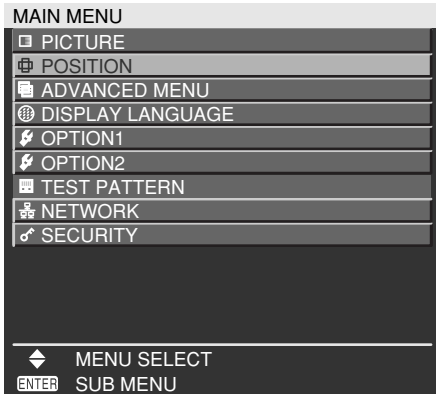 MAIN MENU
PICTURE
POSITION
ADVANCED MENU
DISPLAY LANGUAGE
OPTION1
OPTION2
TEST PATTERN
NETWORK
SECURITY
MENU SELECT
ENTER SUB MENU